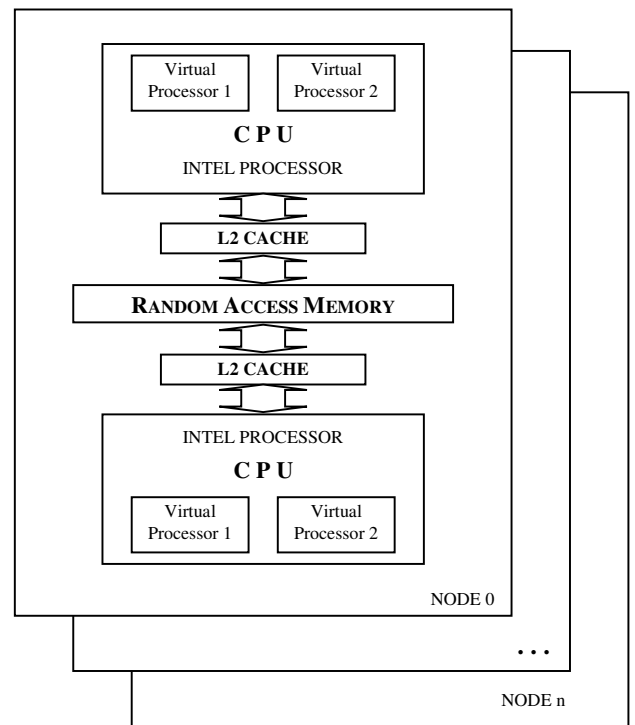 Virtual Virtual
Processor 1 Processor 2
C P U
INTEL PROCESSOR
L2 CACHE
RANDOM ACCESS MEMORY
L2 CACHE
INTEL PROCESSOR
C P U
Virtual Virtual
Processor 1 Processor 2
NODE 0
...
NODE n